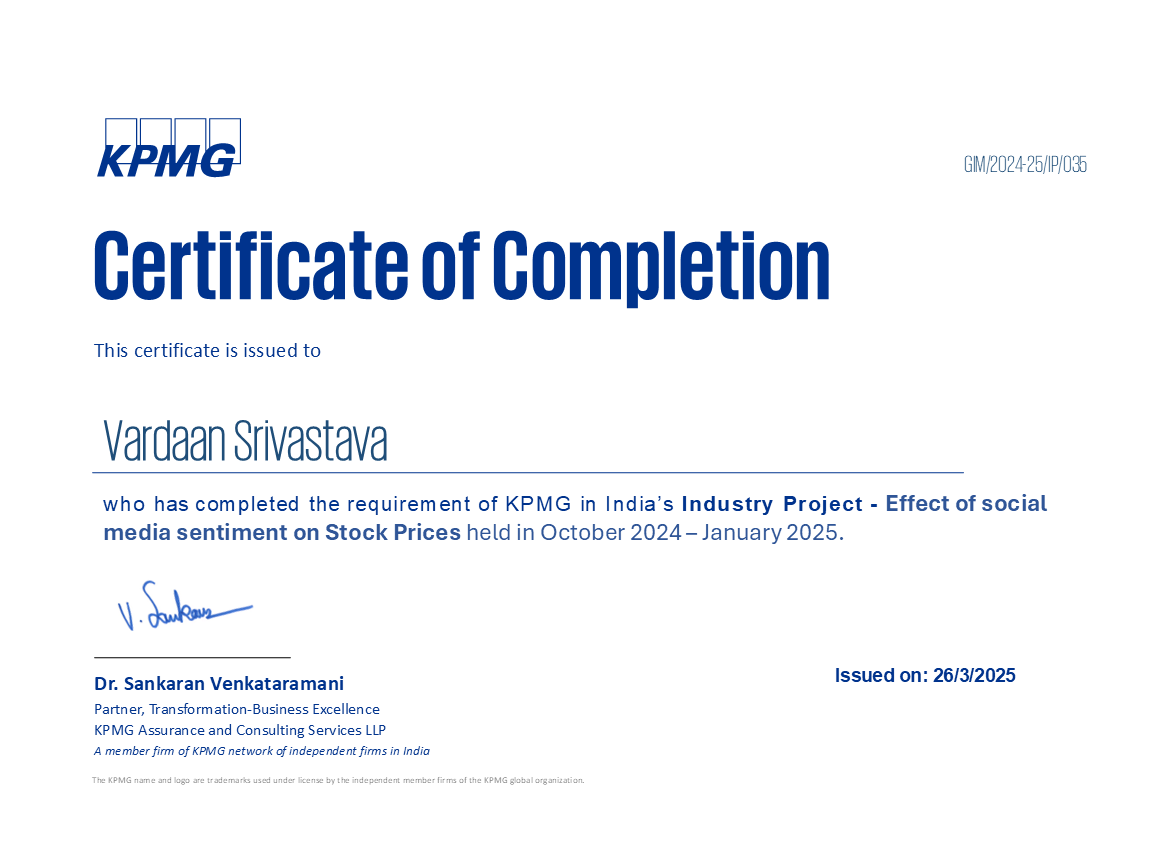 KPMG
GIM/2024-25/IP/035
Certificate of Completion
This certificate is issued to
Vardaan Srivastava
who has completed the requirement of KPMG in India’s Industry Project - Effect of social
media sentiment on Stock Prices held in October 2024 – January 2025.
V. Sankaran
Dr. Sankaran Venkataramani
Issued on: 26/3/2025
Partner, Transformation-Business Excellence
KPMG Assurance and Consulting Services LLP
A member firm of KPMG network of independent firms in India
The KPMG name and logo are trademarks used under license by the independent member firms of the KPMG global organization.